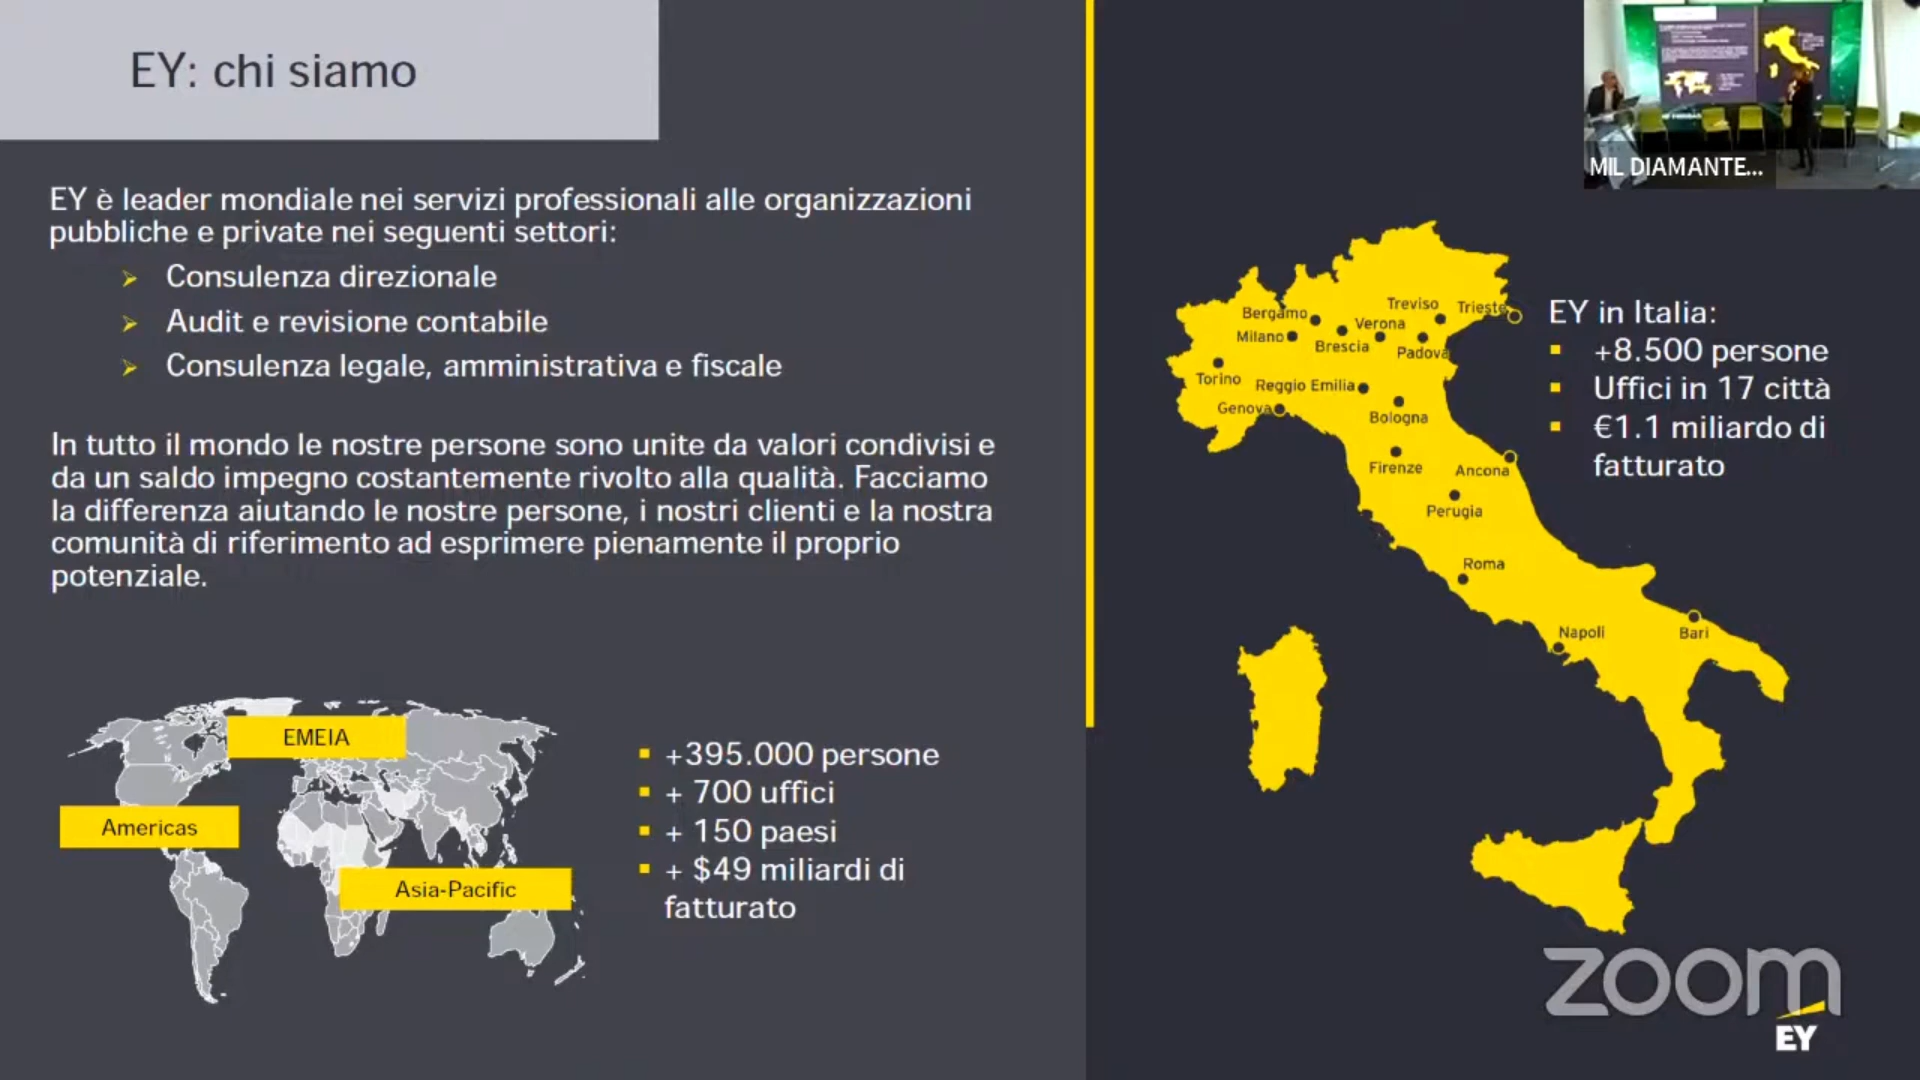 EY: chi siamo
EY è leader mondiale nei servizi professionali alle organizzazioni
pubbliche e private nei seguenti settori:
Consulenza direzionale
Audit e revisione contabile
Consulenza legale, amministrativa e fiscale
In tutto il mondo le nostre persone sono unite da valori condivisi e
da un saldo impegno costantemente rivolto alla qualità. Facciamo
la differenza aiutando le nostre persone, i nostri clienti e la nostra
comunità di riferimento ad esprimere pienamente il proprio
potenziale.
EMEIA
Americas
Asia-Pacific
+395.000 persone
+ 700 uffici
+ 150 paesi
+ $49 miliardi di
fatturato
MIL DIAMANTE...
Bergamo
Treviso
Trieste
Milano
Verona
Brescia
Padova
Torino
Reggio Emilia
Genova
Bologna
Firenze
Ancona
Perugia
Roma
Napoli
Bari
EY in Italia:
+8.500 persone
Uffici in 17 città
€1.1 miliardo di
fatturato
zoom
EY